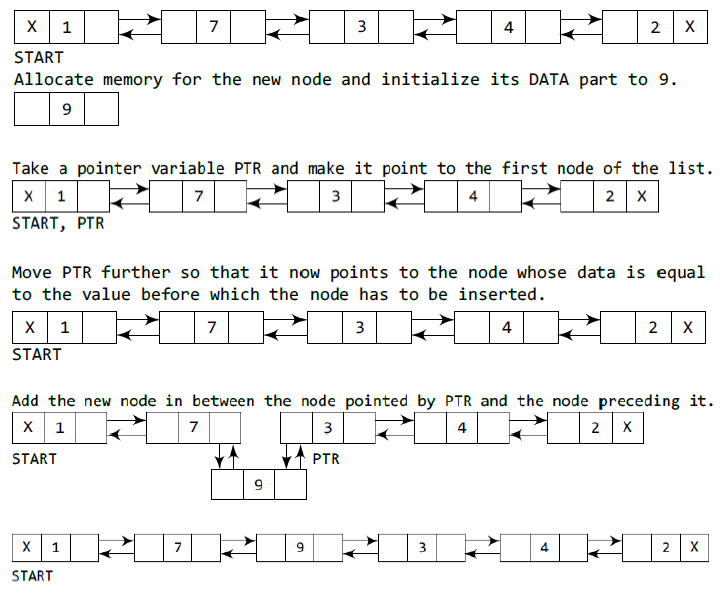 X 1 7 3 4 2 X
START
Allocate memory for the new node and initialize its DATA part to 9.
9
Take a pointer variable PTR and make it point to the first node of the list.
X 1 7 3 4 2 X
START, PTR
Move PTR further so that it now points to the node whose data is equal
to the value before which the node has to be inserted.
X 1 7 3 4 2 X
START
Add the new node in between the node pointed by PTR and the node preceding it.
X 1 7 3 4 2 X
START PTR
9
X 1 7 9 3 4 2 X
START